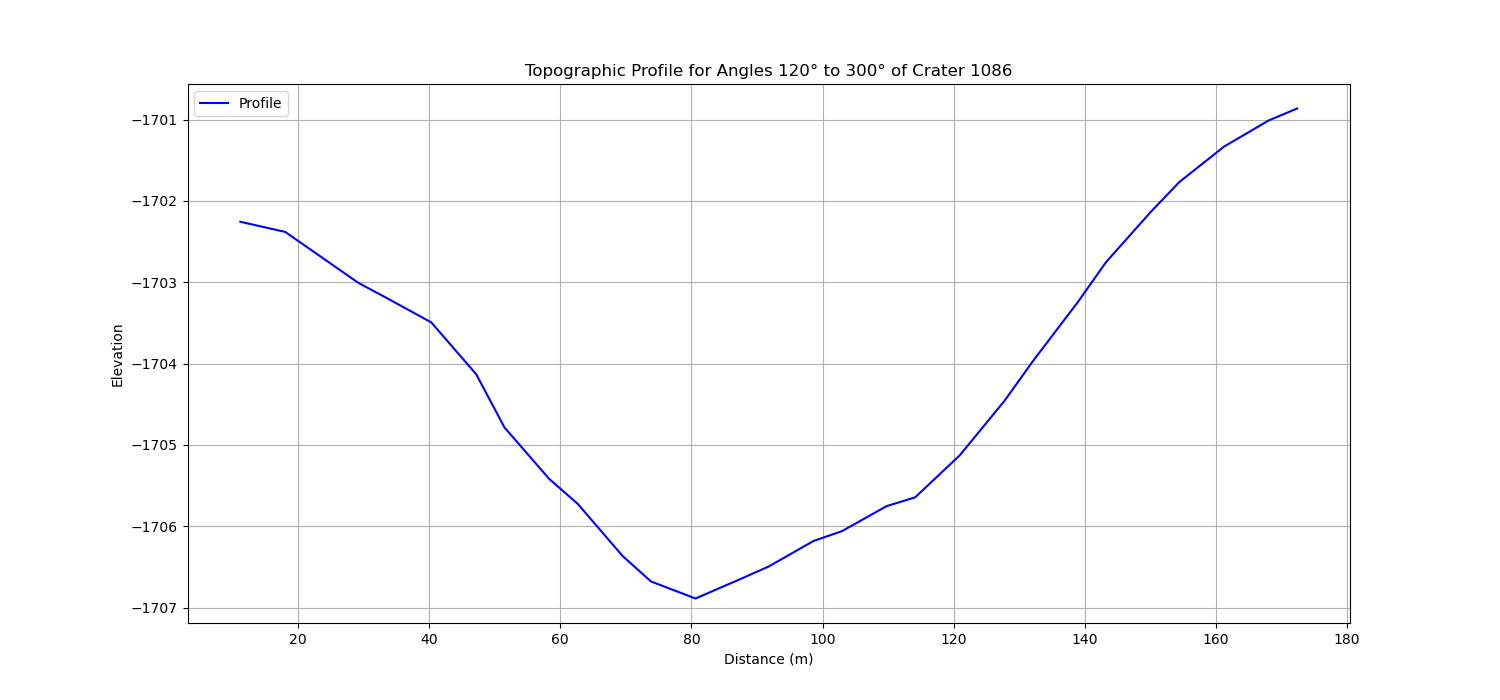 Topographic Profile for Angles 120° to 300° of Crater 1086
Profile
−1701
−1702
−1703
−1704
−1705
−1706
−1707
Elevation
20 40 60 80 100 120 140 160 180
Distance (m)